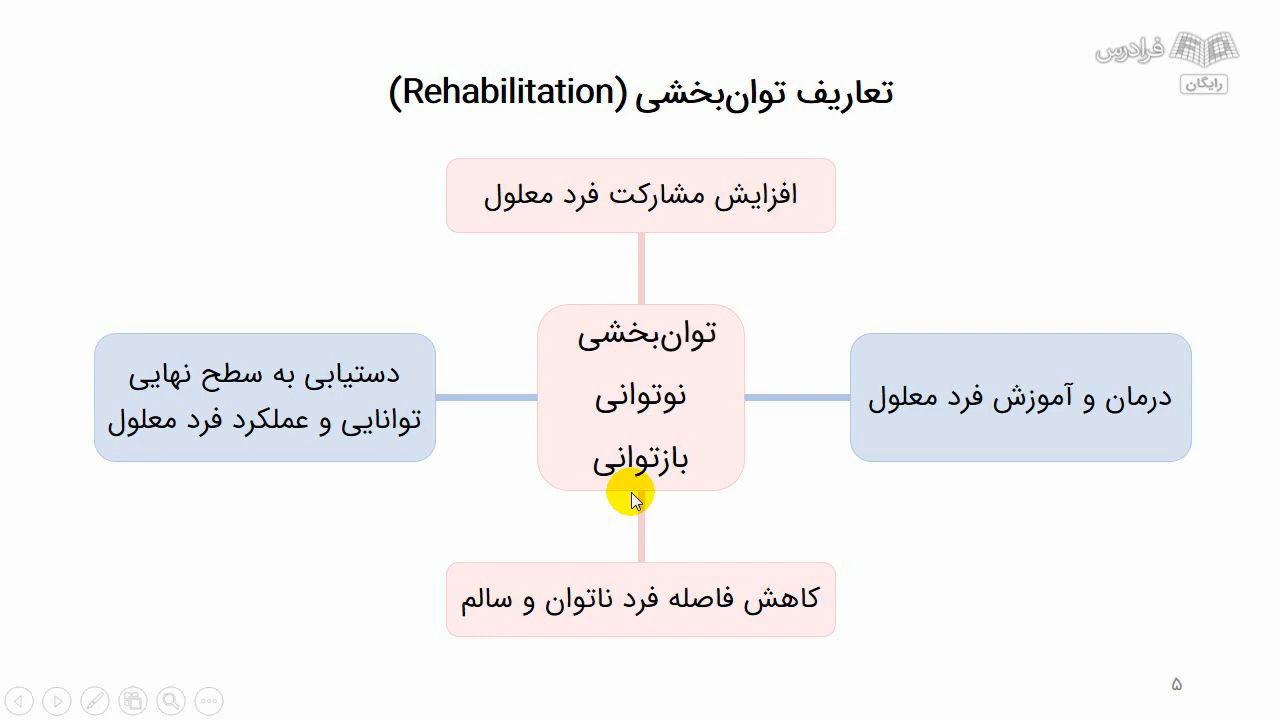 فرادرس
رایگان
تعاریف توان‌بخشی (Rehabilitation)
افزایش مشارکت فرد معلول
توان‌بخشی
نوتوانی
بازتوانی
درمان و آموزش فرد معلول
دستیابی به سطح نهایی
توانایی و عملکرد فرد معلول
کاهش فاصله فرد ناتوان و سالم
۵